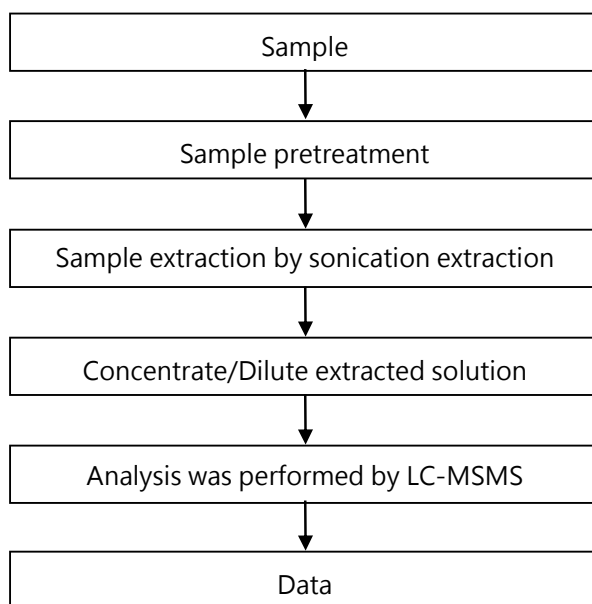 Sample
Sample pretreatment
Sample extraction by sonication extraction
Concentrate/Dilute extracted solution
Analysis was performed by LC-MSMS
Data